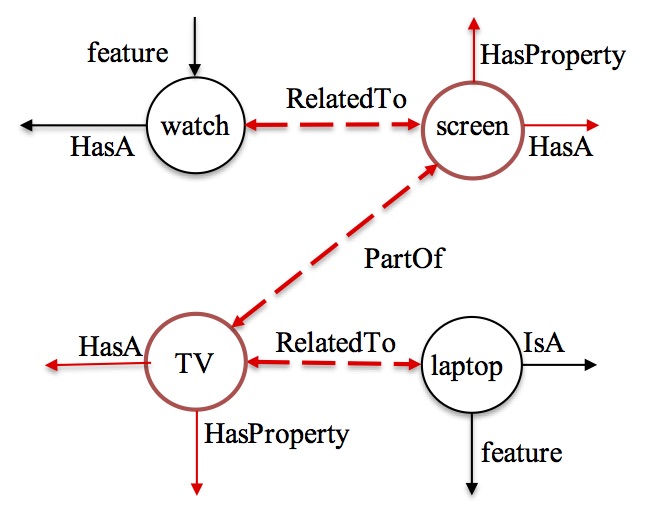 feature
HasProperty
RelatedTo
watch
screen
HasA
HasA
PartOf
HasA
RelatedTo
IsA
TV
laptop
HasProperty
feature